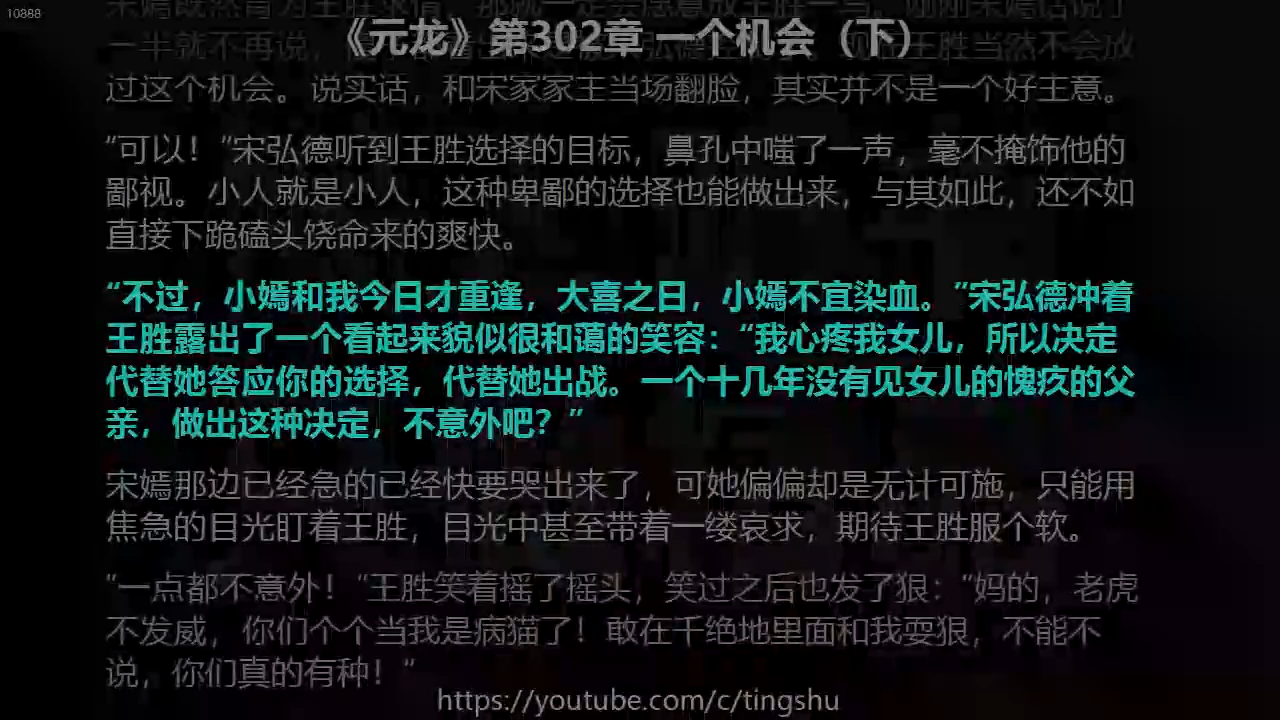 10888
《元龙》第302章 一个机会（下）
过这个机会。说实话，和宋家家主当场翻脸，其实并不是一个好主意。
“可以！”宋弘德听到王胜选择的目标，鼻孔中嗤了一声，毫不掩饰他的
鄙视。小人就是小人，这种卑鄙的选择也能做出来，与其如此，还不如
直接下跪磕头饶命来的爽快。
“不过，小嫣和我今日才重逢，大喜之日，小嫣不宜染血。”宋弘德冲着
王胜露出了一个看起来貌似很和蔼的笑容：“我心疼我女儿，所以决定
代替她答应你的选择，代替她出战。一个十几年没有见女儿的愧疚的父
亲，做出这种决定，不意外吧？”
宋嫣那边已经急的已经快要哭出来了，可她偏偏却是无计可施，只能用
焦急的目光盯着王胜，目光中甚至带着一缕哀求，期待王胜服个软。
“一点都不意外！“王胜笑着摇了摇头，笑过之后也发了狠：“妈的，老虎
不发威，你们个个当我是病猫了！敢在千绝地里面和我耍狠，不能不
说，你们真的有种！“
https://youtube.com/c/tingshu